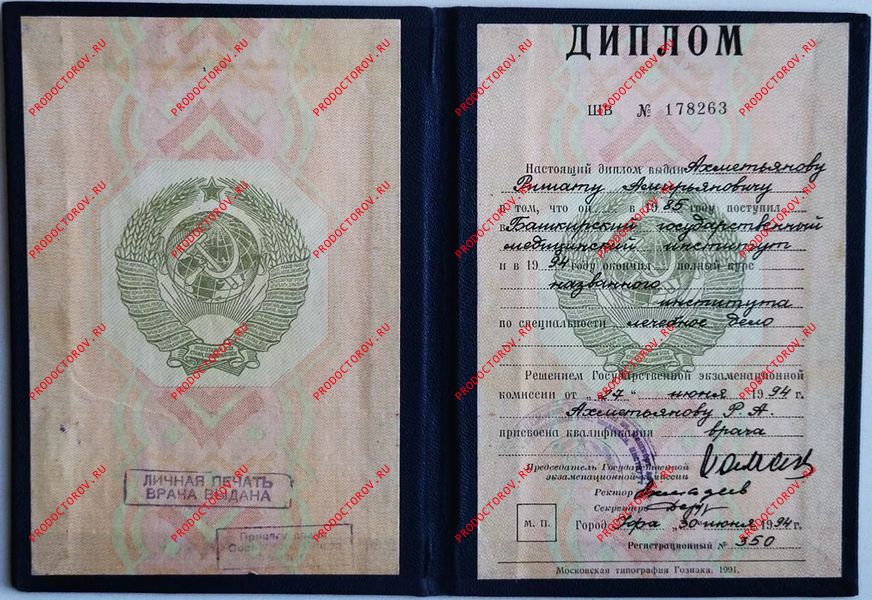 ЛИЧНАЯ ПЕЧАТЬ
ВРАЧА ВЫДАНА
Присягу
ДИПЛОМ
ШВ № 178263
Настоящий диплом выдан Ахметьянову
Ришату Амирьяновичу
в том, что он в 1985 году поступил
в Башкирский государственный
медицинский институт
и в 1994 году окончил полный курс
названного
института
по специальности лечебное дело
Решением Государственной экзаменационной
комиссии от „27“ июня 1994 г.
Ахметьянову Р. А.
присвоена квалификация врача
Председатель Государственной
экзаменационной комиссии
Ректор
Секретарь
М. П.
Город Уфа „30 июня 1994 г.
Регистрационный № 350
Московская типография Гознака. 1991.
PRODOCTOROV.RU